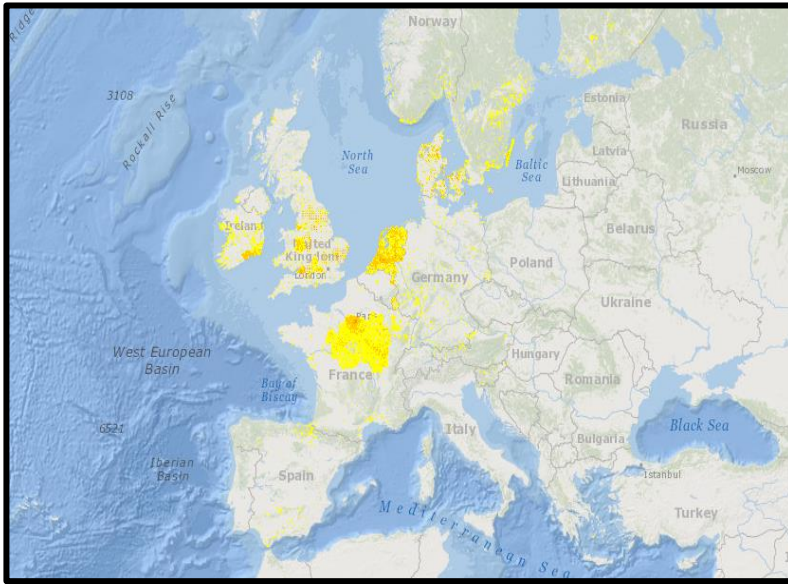 Ridge
Norway
3108
Rockall Rise
Estonia
Russia
North
Sea
Latvia
Baltic
Sea
Moscow
Lithuania
Ireland
United
Kingdom
London
Belarus
Poland
Germany
Ukraine
West European
Basin
France
Hungary
Bay of
Biscay
Romania
6521
Italy
Black Sea
Bulgaria
Iberian
Basin
Spain
Istanbul
Turkey
Mediterranean Sea